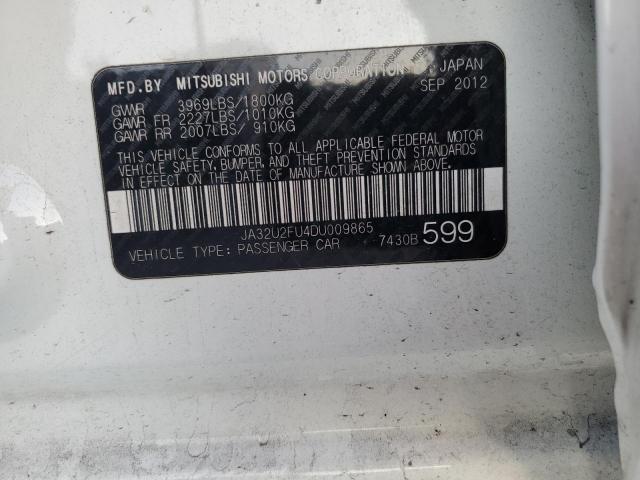 MFD.BY MITSUBISHI MOTORS CORPORATION JAPAN
SEP 2012
GVWR 3969LBS/1800KG
GAWR FR 2227LBS/1010KG
GAWR RR 2007LBS/ 910KG
THIS VEHICLE CONFORMS TO ALL APPLICABLE FEDERAL MOTOR
VEHICLE SAFETY, BUMPER, AND THEFT PREVENTION STANDARDS
IN EFFECT ON THE DATE OF MANUFACTURE SHOWN ABOVE.
JA32U2FU4DU009865
VEHICLE TYPE: PASSENGER CAR 7430B 599